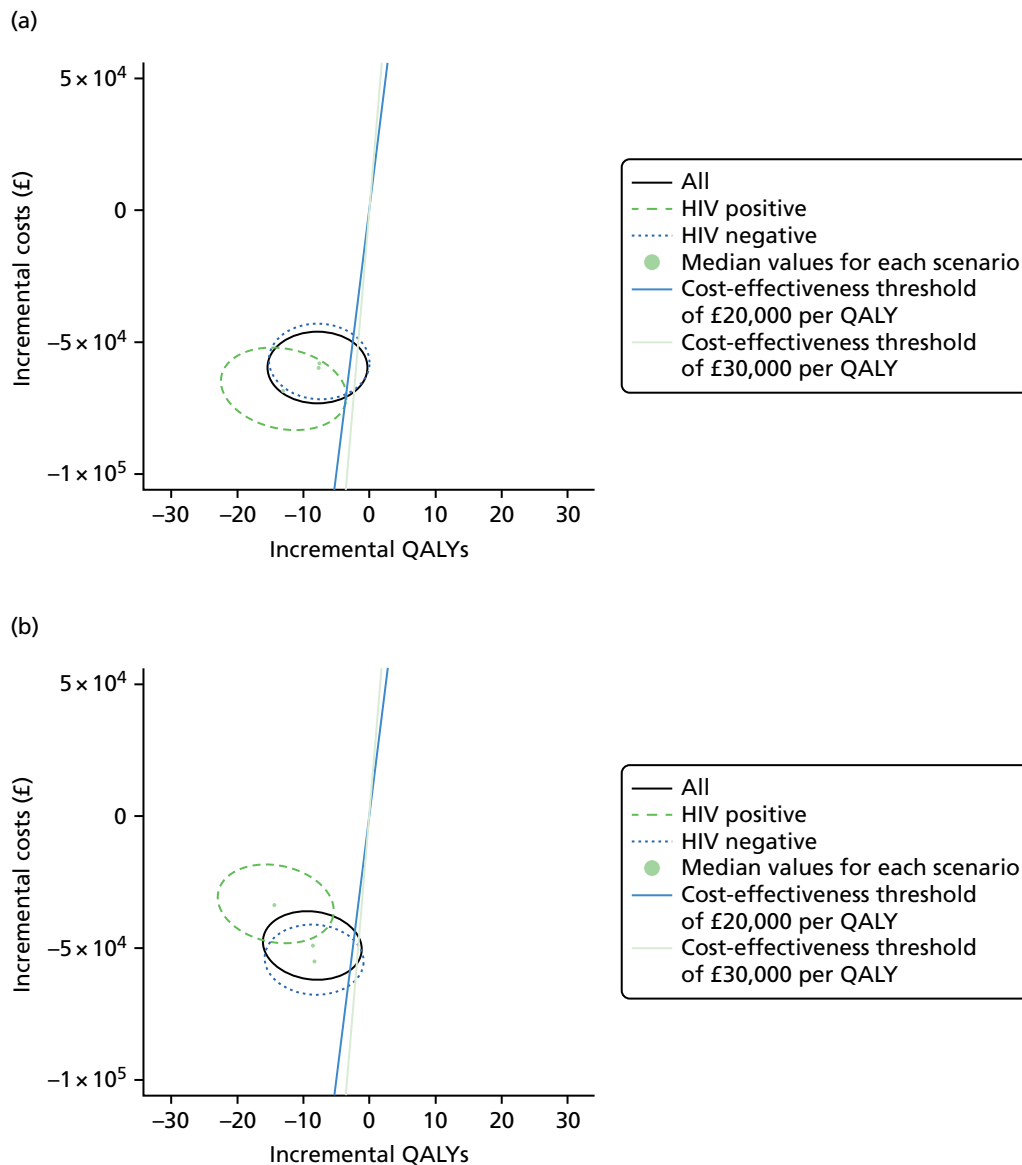 (a)
5 × 10⁴
0
–5 × 10⁴
–1 × 10⁵
Incremental costs (£)
–30 –20 –10 0 10 20 30
Incremental QALYs
All
HIV positive
HIV negative
Median values for each scenario
Cost-effectiveness threshold
of £20,000 per QALY
Cost-effectiveness threshold
of £30,000 per QALY
(b)
5 × 10⁴
0
–5 × 10⁴
–1 × 10⁵
Incremental costs (£)
–30 –20 –10 0 10 20 30
Incremental QALYs
All
HIV positive
HIV negative
Median values for each scenario
Cost-effectiveness threshold
of £20,000 per QALY
Cost-effectiveness threshold
of £30,000 per QALY